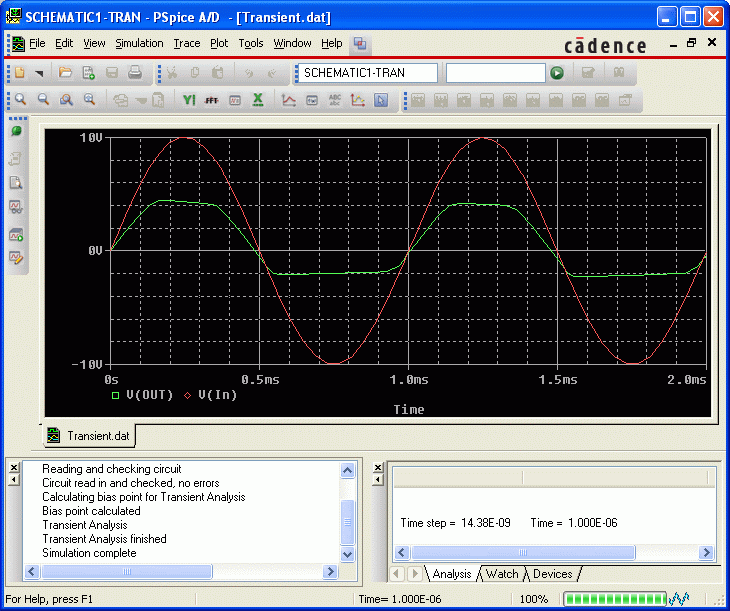 SCHEMATIC1-TRAN - PSpice A/D - [Transient.dat]
File Edit View Simulation Trace Plot Tools Window Help
cādence
SCHEMATIC1-TRAN
10V
0V
-10V
0s 0.5ms 1.0ms 1.5ms 2.0ms
V(OUT) V(In)
Time
Transient.dat
Reading and checking circuit
Circuit read in and checked, no errors
Calculating bias point for Transient Analysis
Bias point calculated
Transient Analysis
Transient Analysis finished
Simulation complete
Time step = 14.38E-09 Time = 1.000E-06
Analysis Watch Devices
For Help, press F1 Time= 1.000E-06 100%